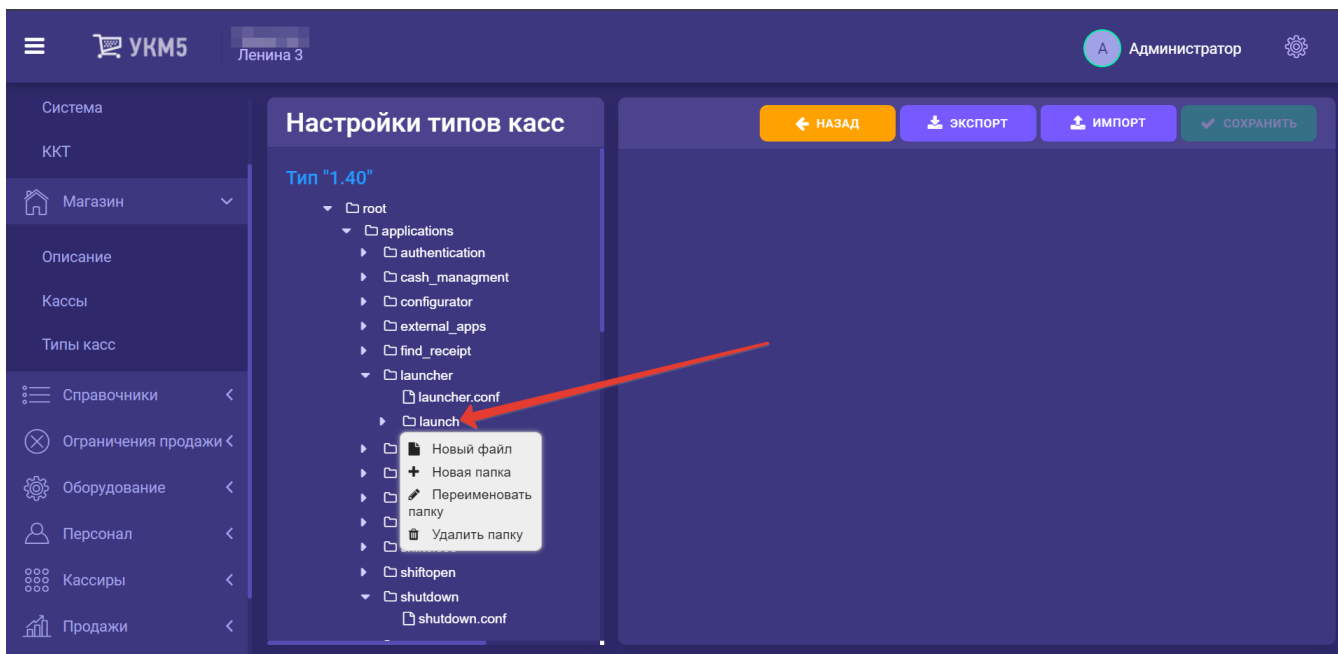 УКМ5
Ленина 3
А Администратор
Система
ККТ
Магазин
Описание
Кассы
Типы касс
Справочники
Ограничения продажи
Оборудование
Персонал
Кассиры
Продажи
Настройки типов касс
Тип "1.40"
root
applications
authentication
cash_managment
configurator
external_apps
find_receipt
launcher
launcher.conf
launch
Новый файл
Новая папка
Переименовать
папку
Удалить папку
shiftopen
shutdown
shutdown.conf
НАЗАД
ЭКСПОРТ
ИМПОРТ
СОХРАНИТЬ